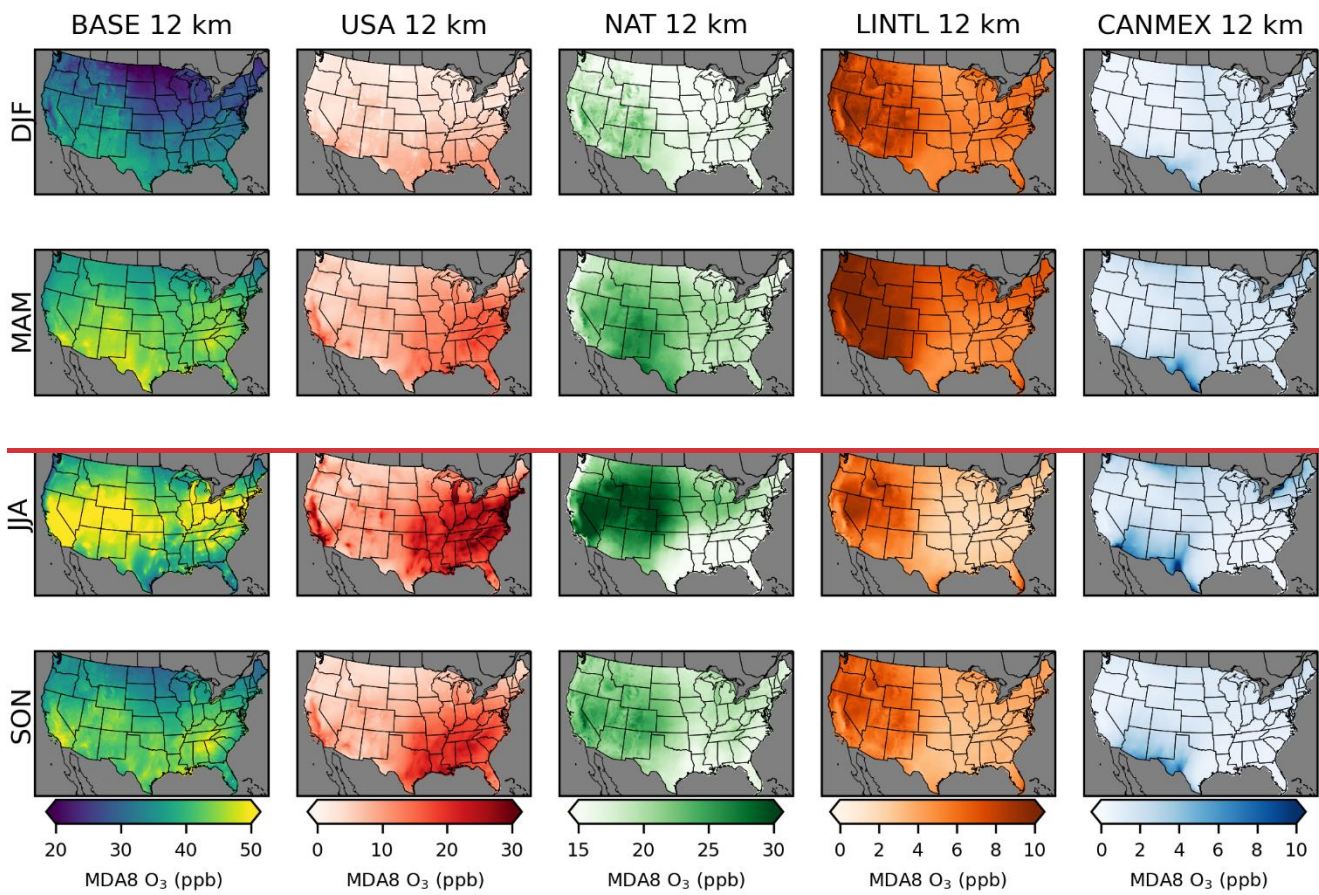 BASE 12 km USA 12 km NAT 12 km LINTL 12 km CANMEX 12 km
DJF
MAM
JJA
SON
20 30 40 50 0 10 20 30 15 20 25 30 0 2 4 6 8 10 0 2 4 6 8 10
MDA8 O₃ (ppb) MDA8 O₃ (ppb) MDA8 O₃ (ppb) MDA8 O₃ (ppb) MDA8 O₃ (ppb)